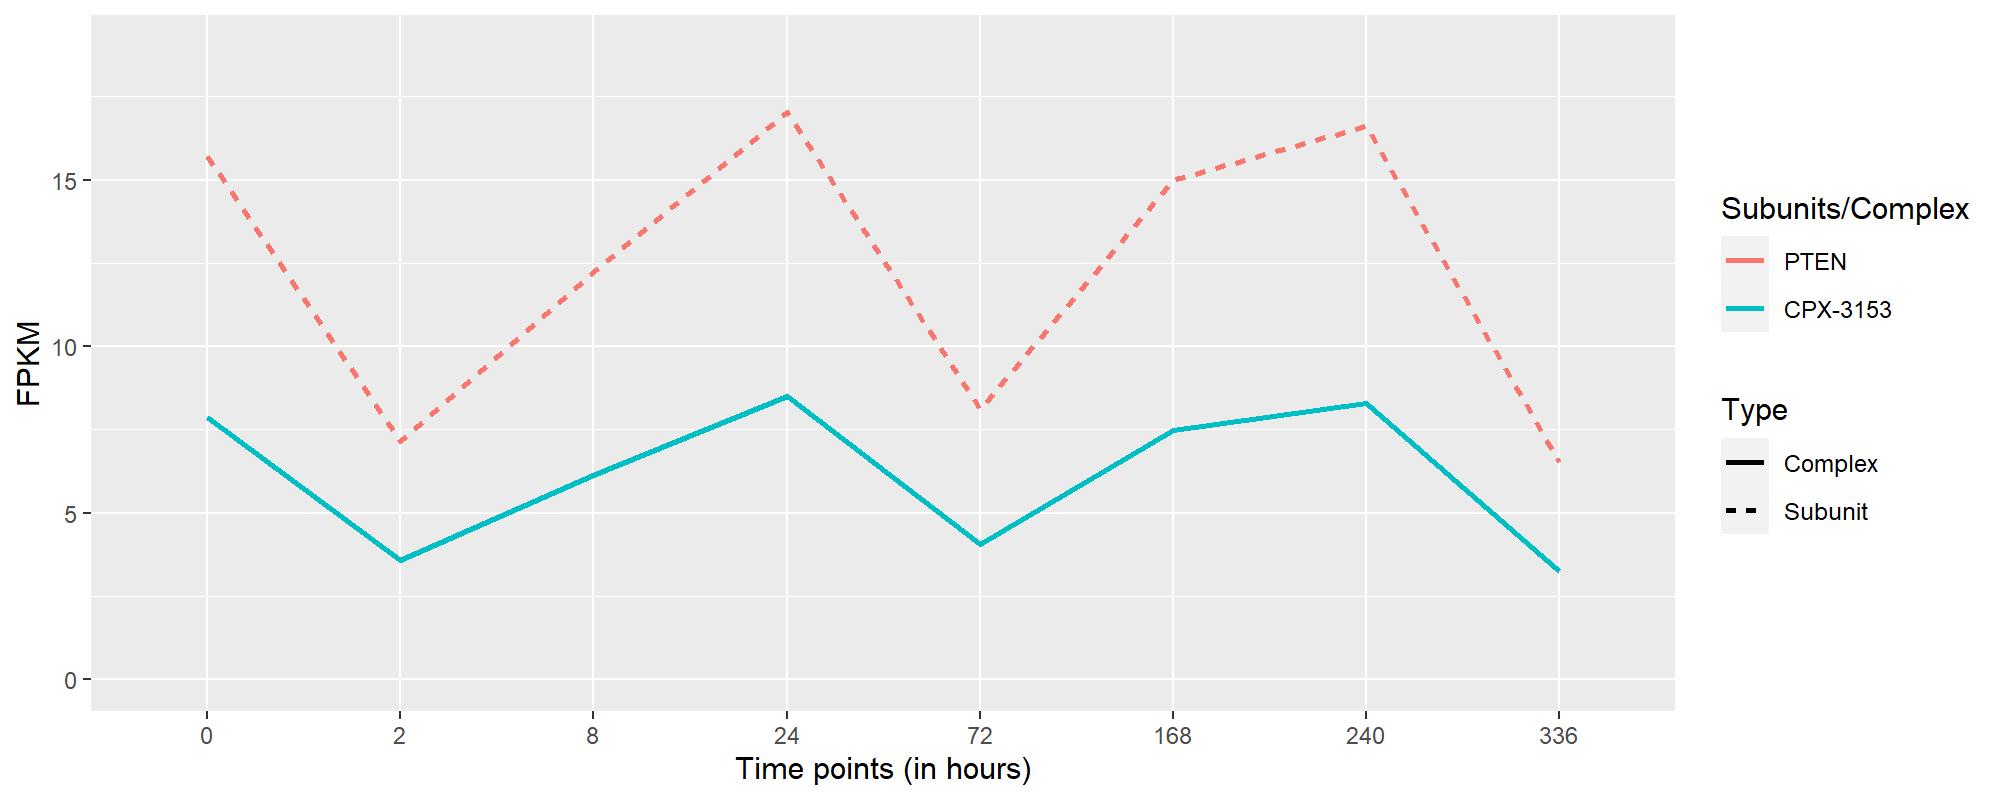 FPKM
15
10
5
0
0 2 8 24 72 168 240 336
Time points (in hours)
Subunits/Complex
PTEN
CPX-3153
Type
Complex
Subunit